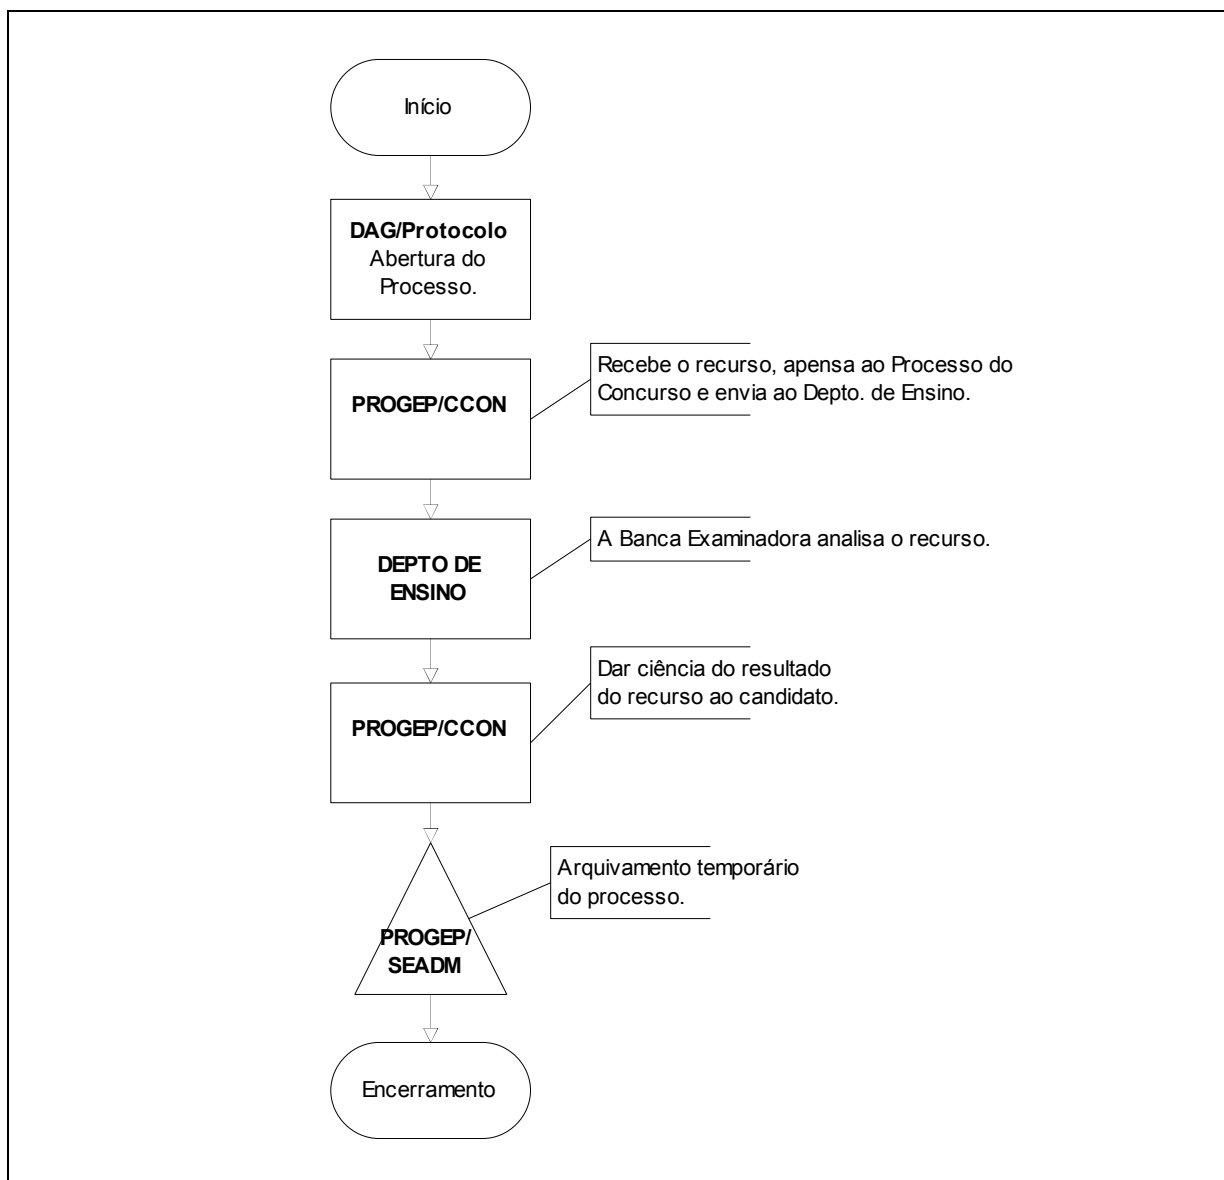 Início
DAG/Protocolo
Abertura do
Processo.
PROGEP/CCON
Recebe o recurso, apensa ao Processo do
Concurso e envia ao Depto. de Ensino.
DEPTO DE
ENSINO
A Banca Examinadora analisa o recurso.
PROGEP/CCON
Dar ciência do resultado
do recurso ao candidato.
PROGEP/
SEADM
Arquivamento temporário
do processo.
Encerramento